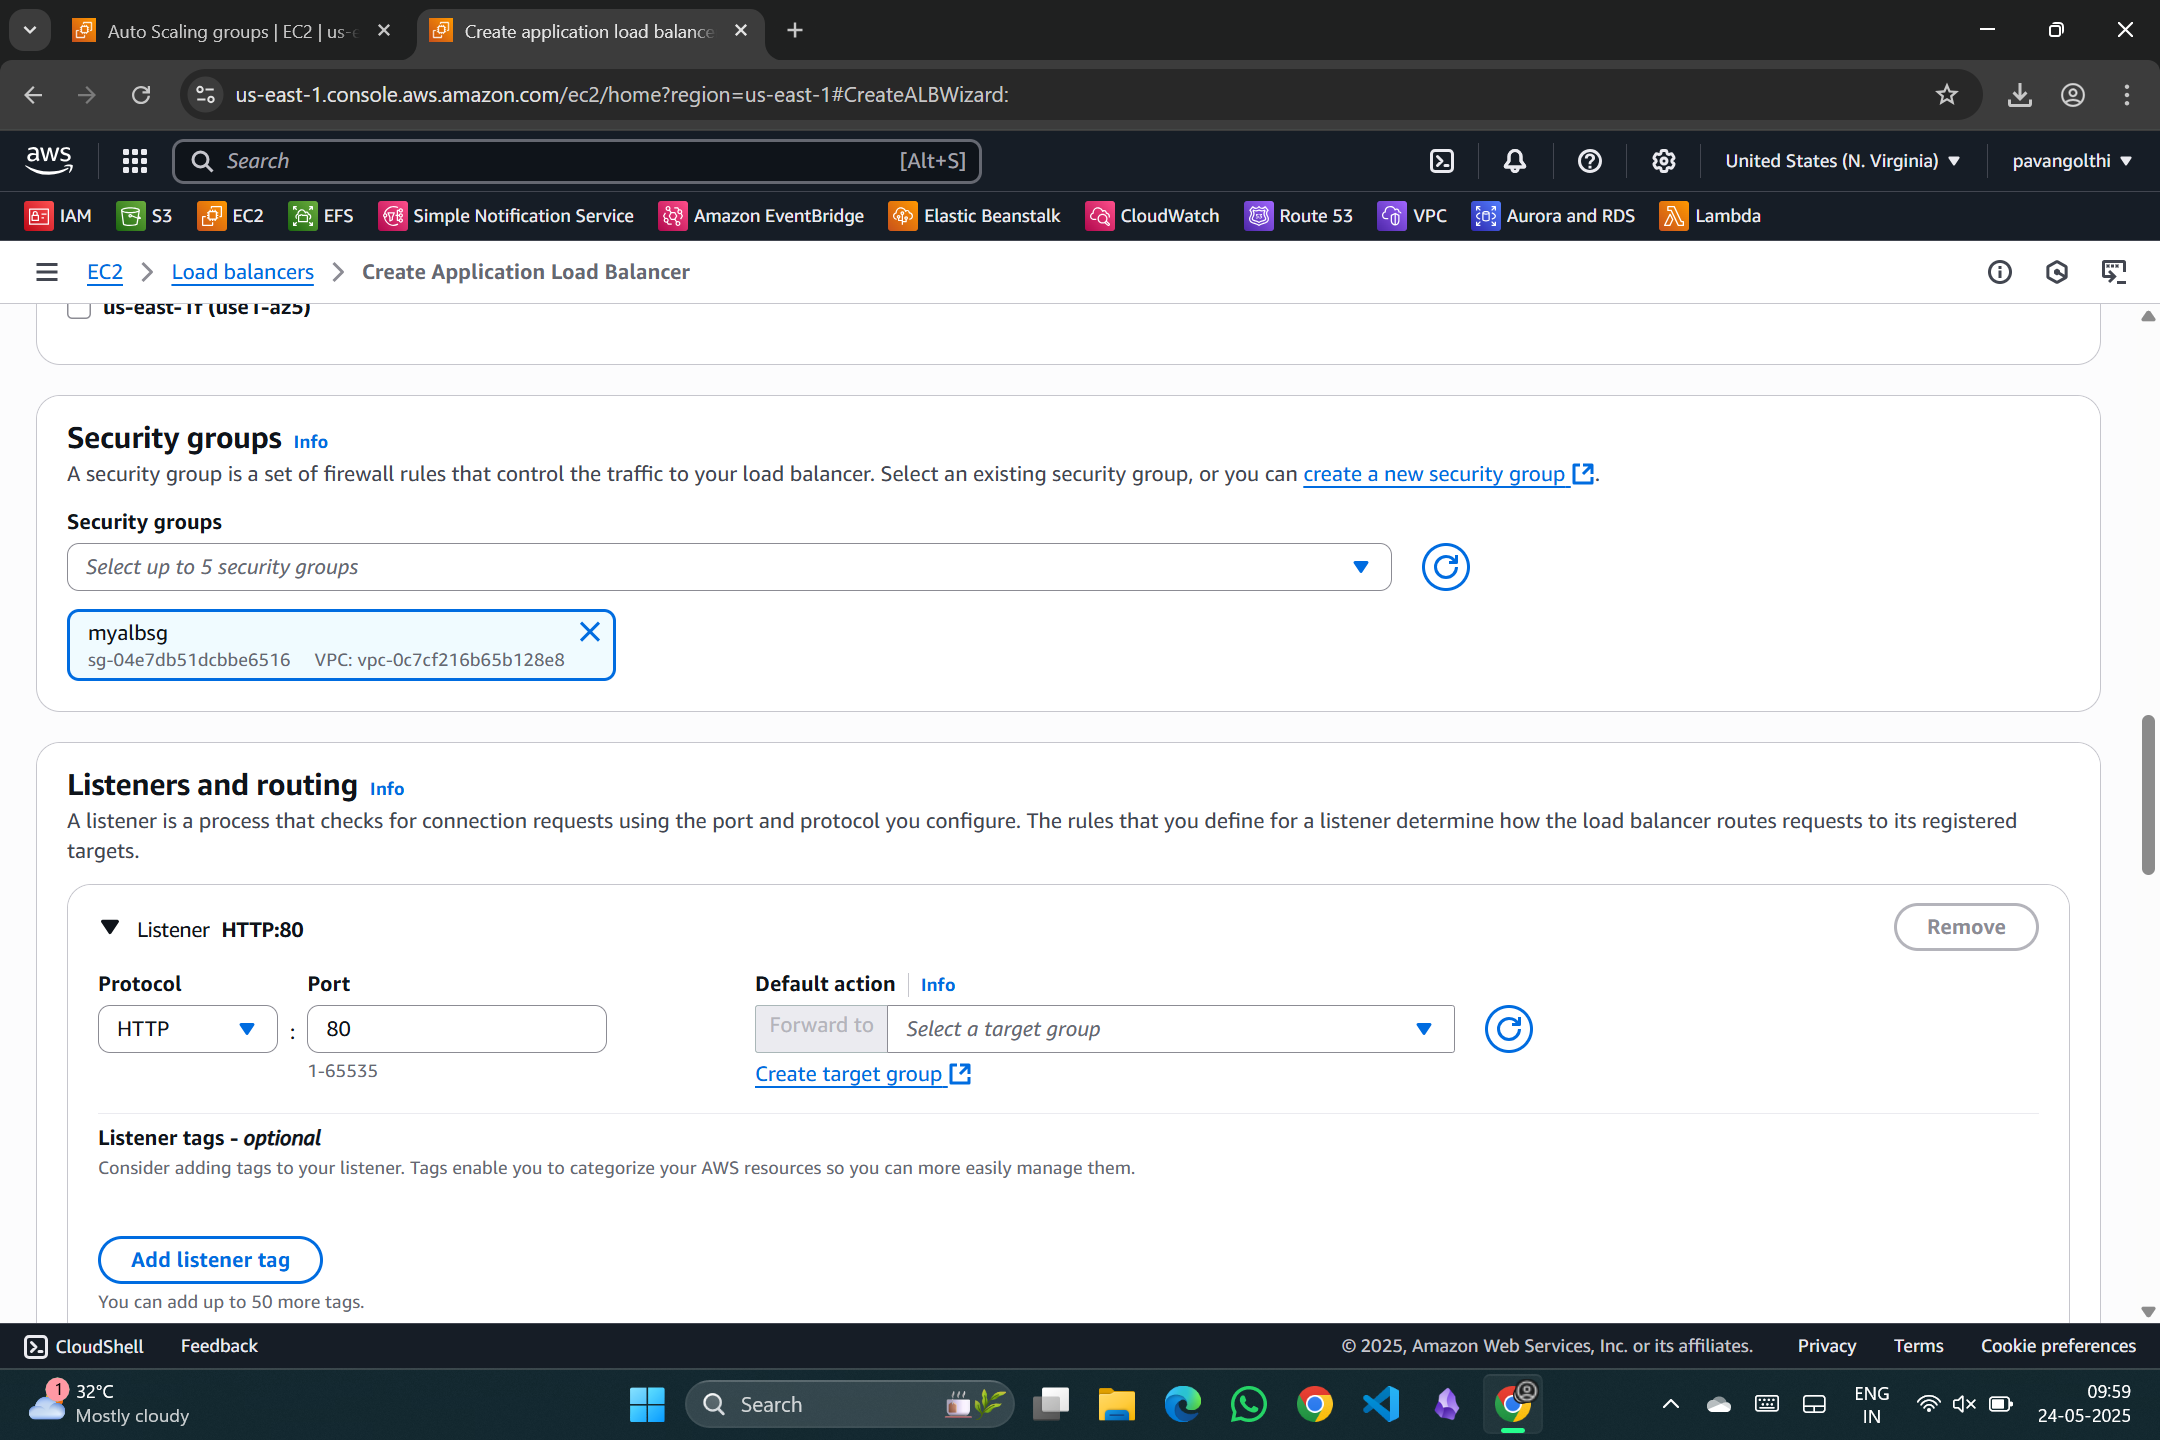 Auto Scaling groups | EC2 | us-e
Create application load balance
us-east-1.console.aws.amazon.com/ec2/home?region=us-east-1#CreateALBWizard:
aws
Search
[Alt+S]
United States (N. Virginia)
pavangolthi
IAM
S3
EC2
EFS
Simple Notification Service
Amazon EventBridge
Elastic Beanstalk
CloudWatch
Route 53
VPC
Aurora and RDS
Lambda
EC2 > Load balancers > Create Application Load Balancer
us-east-1f (use1-az5)
Security groups Info
A security group is a set of firewall rules that control the traffic to your load balancer. Select an existing security group, or you can create a new security group.
Security groups
Select up to 5 security groups
myalbsg
sg-04e7db51dcbbe6516 VPC: vpc-0c7cf216b65b128e8
Listeners and routing Info
A listener is a process that checks for connection requests using the port and protocol you configure. The rules that you define for a listener determine how the load balancer routes requests to its registered
targets.
Listener HTTP:80
Remove
Protocol
Port
Default action Info
HTTP
:
80
Forward to
Select a target group
1-65535
Create target group
Listener tags - optional
Consider adding tags to your listener. Tags enable you to categorize your AWS resources so you can more easily manage them.
Add listener tag
You can add up to 50 more tags.
CloudShell
Feedback
© 2025, Amazon Web Services, Inc. or its affiliates.
Privacy
Terms
Cookie preferences
1
32°C
Mostly cloudy
Search
ENG
IN
09:59
24-05-2025